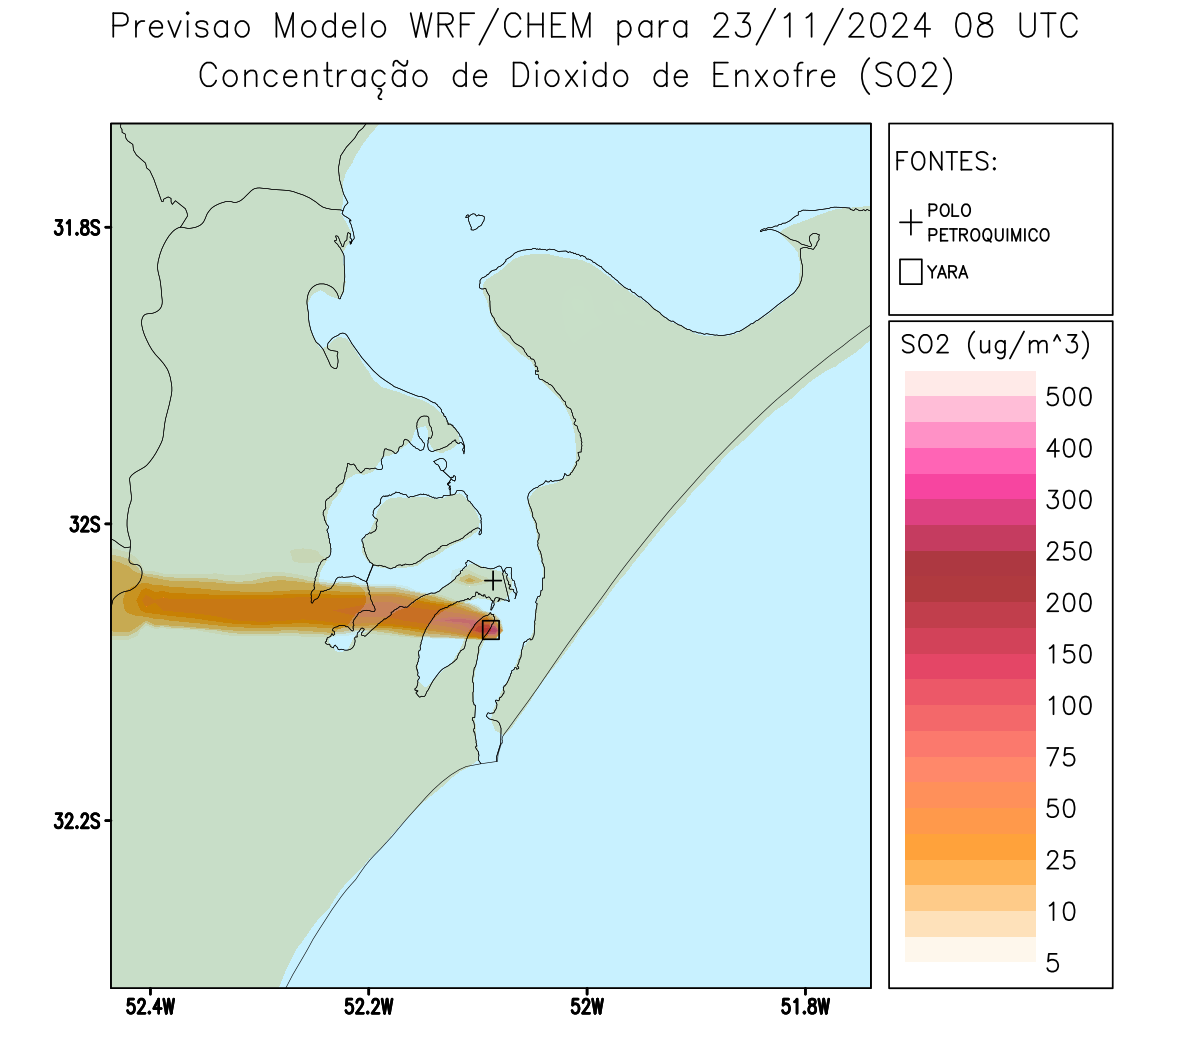 Previsao Modelo WRF/CHEM para 23/11/2024 08 UTC
Concentração de Dioxido de Enxofre (SO2)
FONTES:
POLO
PETROQUIMICO
YARA
31.8S
32S
32.2S
52.4W
52.2W
52W
51.8W
SO2 (ug/m^3)
500
400
300
250
200
150
100
75
50
25
10
5